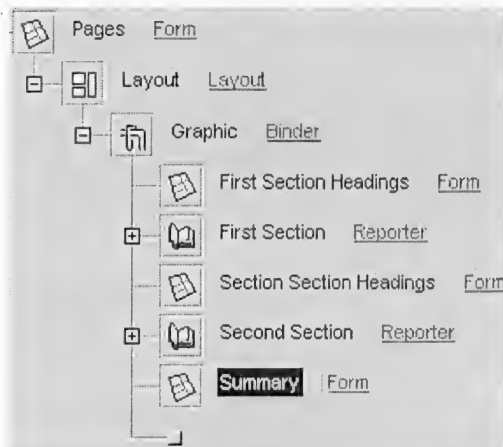 Pages Form
Layout Layout
Graphic Binder
First Section Headings Form
First Section Reporter
Section Section Headings Form
Second Section Reporter
Summary Form